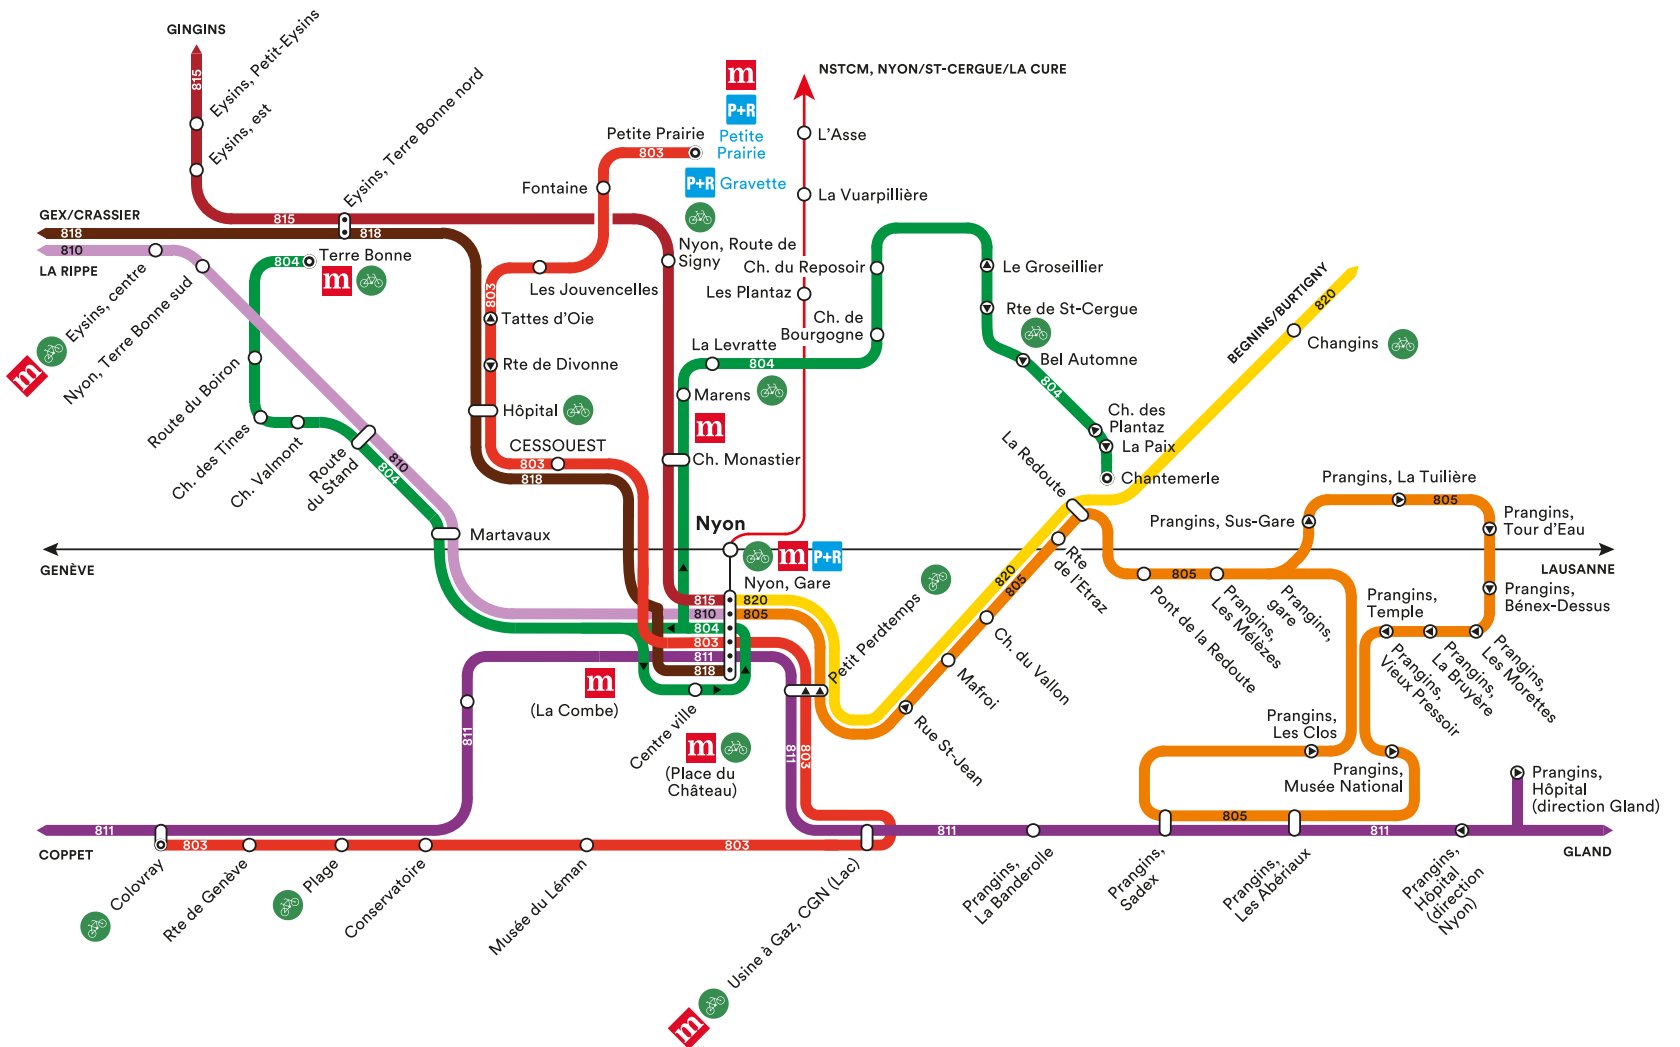 GINGINS
815
Eysins, Petit-Eysins
Eysins, est
Eysins, Terre Bonne nord
m
P+R
Petite
Prairie
Petite Prairie
803
P+R Gravette
Fontaine
NSTCM, NYON/ST-CERGUE/LA CURE
L'Asse
La Vuarpillière
Les Plantaz
GEX/CRASSIER
818
815
818
810
LA RIPPE
804
Terre Bonne
m
Nyon, Route de
Signy
Les Jouvencelles
803
Tattes d'Oie
Rte de Divonne
Hôpital
CESSOUEST
803
818
Ch. du Reposoir
Ch. de
Bourgogne
La Levratte
804
Marens
m
Ch. Monastier
Le Groseillier
Rte de St-Cergue
Bel Automne
804
Ch. des
Plantaz
La Paix
Chantemerle
BEGNINS/BURTIGNY
820
Changins
m
Eysins, centre
Nyon, Terre Bonne sud
Route du Boiron
Ch. des Tines
Ch. Valmont
Route
du Stand
810
804
Martavaux
La Redoute
Prangins, La Tuilière
805
Prangins, Sus-Gare
Prangins,
Tour d'Eau
Nyon
m
P+R
GENÈVE
LAUSANNE
Nyon, Gare
815
820
810
805
804
803
811
818
Petit Perdtemps
820
805
Rte
de l'Etraz
Ch. du Vallon
Mafroi
Rue St-Jean
805
Pont de la Redoute
Prangins,
Les Mélèzes
Prangins,
gare
Prangins,
Bénex-Dessus
Prangins,
Temple
Prangins,
Vieux Pressoir
Prangins,
La Bruyère
Prangins,
Les Morettes
m
(La Combe)
Centre ville
m
(Place du
Château)
811
811
803
Prangins,
Les Clos
Prangins,
Musée National
Prangins,
Hôpital
(direction Gland)
811
COPPET
803
803
811
805
811
GLAND
Colovray
Rte de Genève
Plage
Conservatoire
Musée du Léman
m
Usine à Gaz, CGN (Lac)
Prangins,
La Banderolle
Prangins,
Sadex
Prangins,
Les Abériaux
Prangins,
Hôpital
(direction
Nyon)